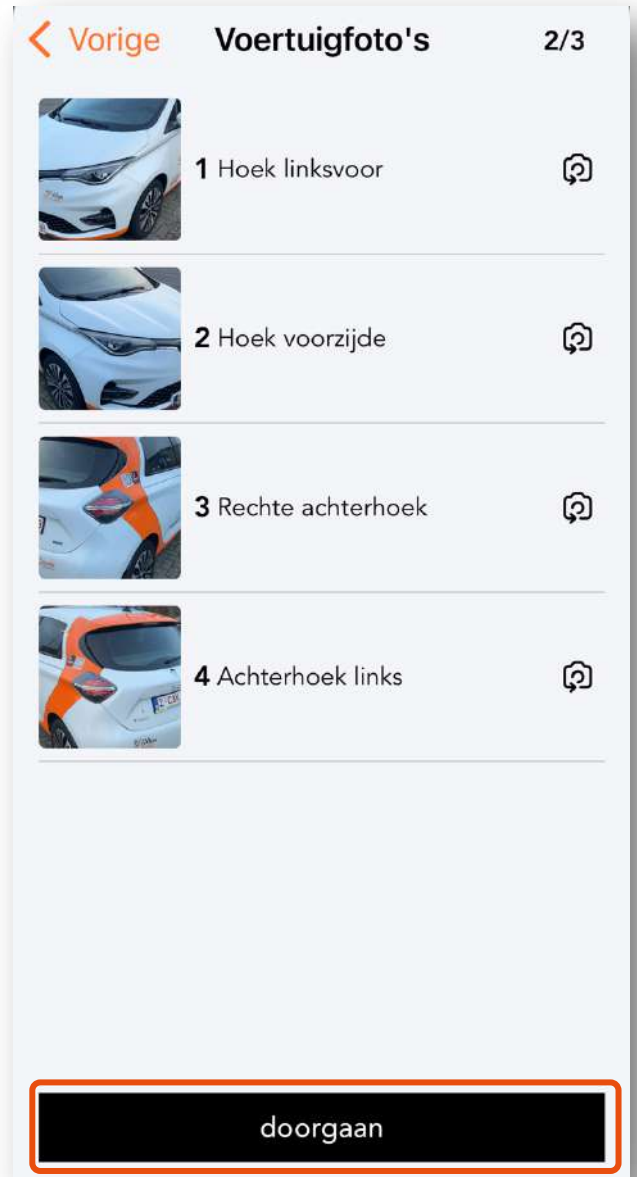 Vorige Voertuigfoto's 2/3
1 Hoek linksvoor
2 Hoek voorzijde
3 Rechte achterhoek
4 Achterhoek links
doorgaan